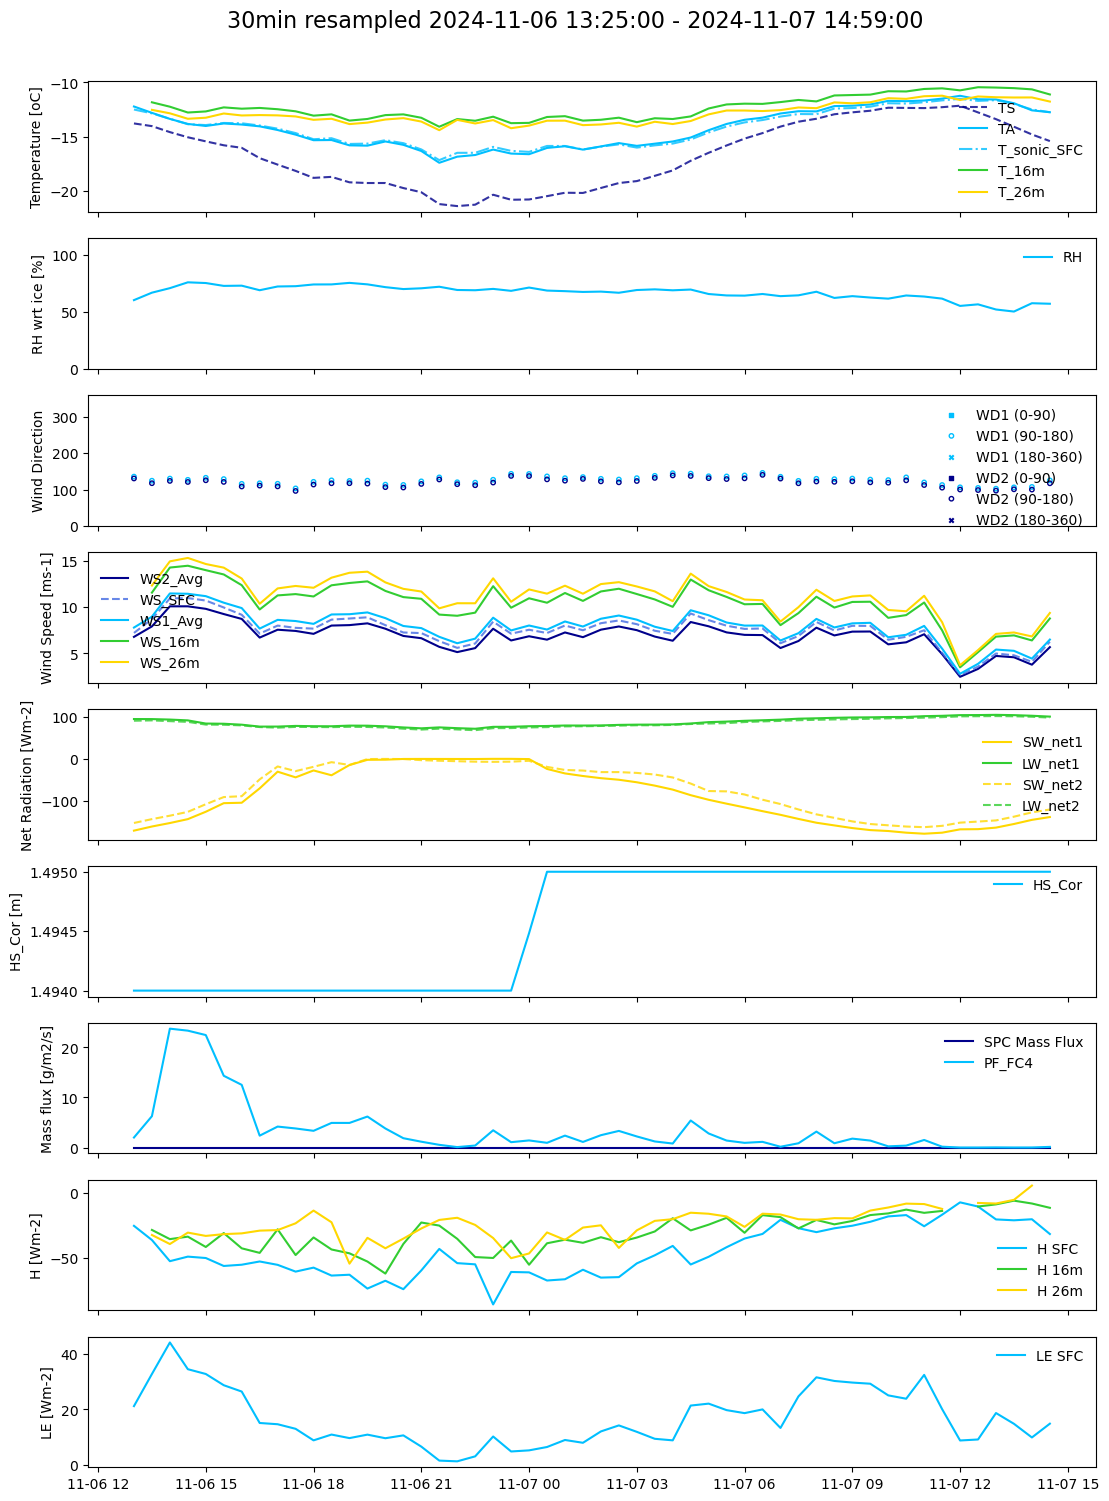 30min resampled 2024-11-06 13:25:00 - 2024-11-07 14:59:00
Temperature [oC]
−10
−15
−20
TS
TA
T_sonic_SFC
T_16m
T_26m
RH wrt ice [%]
100
50
0
RH
Wind Direction
300
200
100
0
WD1 (0-90)
WD1 (90-180)
WD1 (180-360)
WD2 (0-90)
WD2 (90-180)
WD2 (180-360)
Wind Speed [ms-1]
15
10
5
WS2_Avg
WS_SFC
WS1_Avg
WS_16m
WS_26m
Net Radiation [Wm-2]
100
0
−100
SW_net1
LW_net1
SW_net2
LW_net2
HS_Cor [m]
1.4950
1.4945
1.4940
HS_Cor
Mass flux [g/m2/s]
20
10
0
SPC Mass Flux
PF_FC4
H [Wm-2]
0
−50
H SFC
H 16m
H 26m
LE [Wm-2]
40
20
0
LE SFC
11-06 12 11-06 15 11-06 18 11-06 21 11-07 00 11-07 03 11-07 06 11-07 09 11-07 12 11-07 15